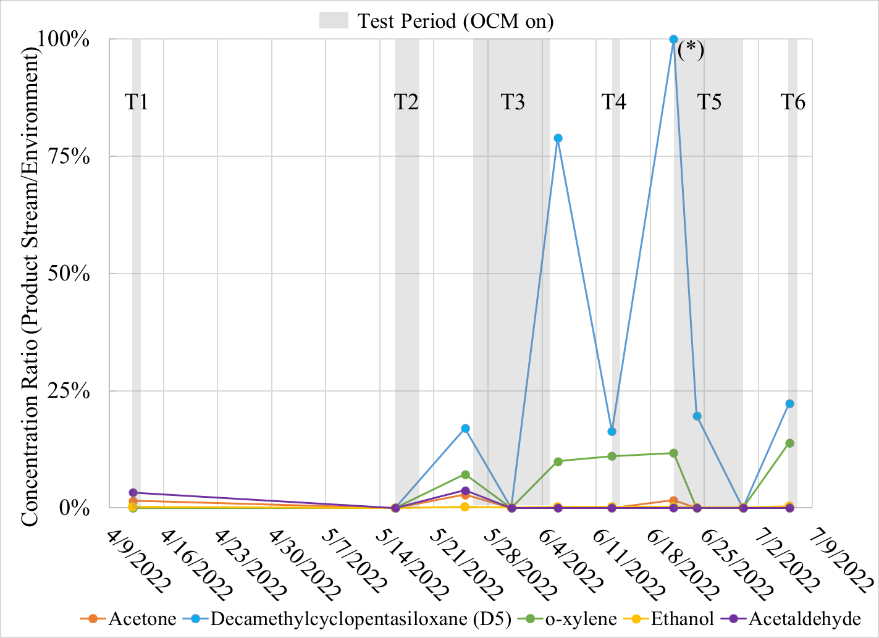 Test Period (OCM on)
Concentration Ratio (Product Stream/Environment)
100%
75%
50%
25%
0%
T1
T2
T3
T4
T5
T6
(*)
4/9/2022
4/16/2022
4/23/2022
4/30/2022
5/7/2022
5/14/2022
5/21/2022
5/28/2022
6/4/2022
6/11/2022
6/18/2022
6/25/2022
7/2/2022
7/9/2022
Acetone
Decamethylcyclopentasiloxane (D5)
o-xylene
Ethanol
Acetaldehyde